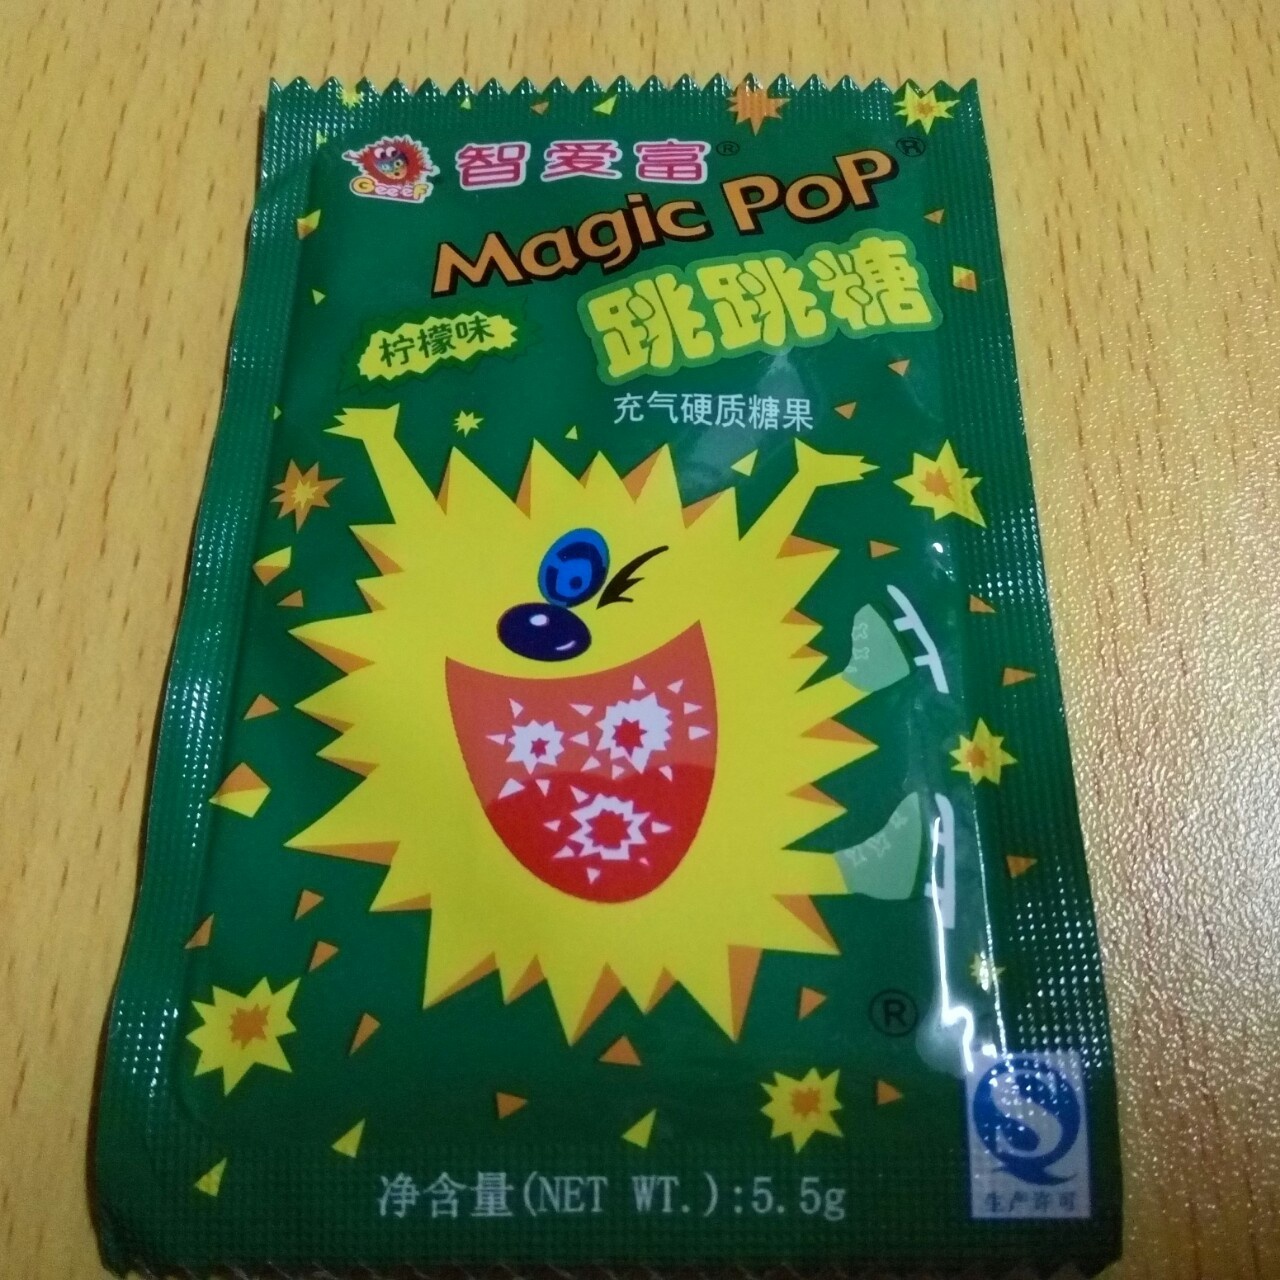 Geeef
智爱富®
Magic PoP®
跳跳糖
柠檬味
充气硬质糖果
®
净含量(NET WT.):5.5g
生产许可